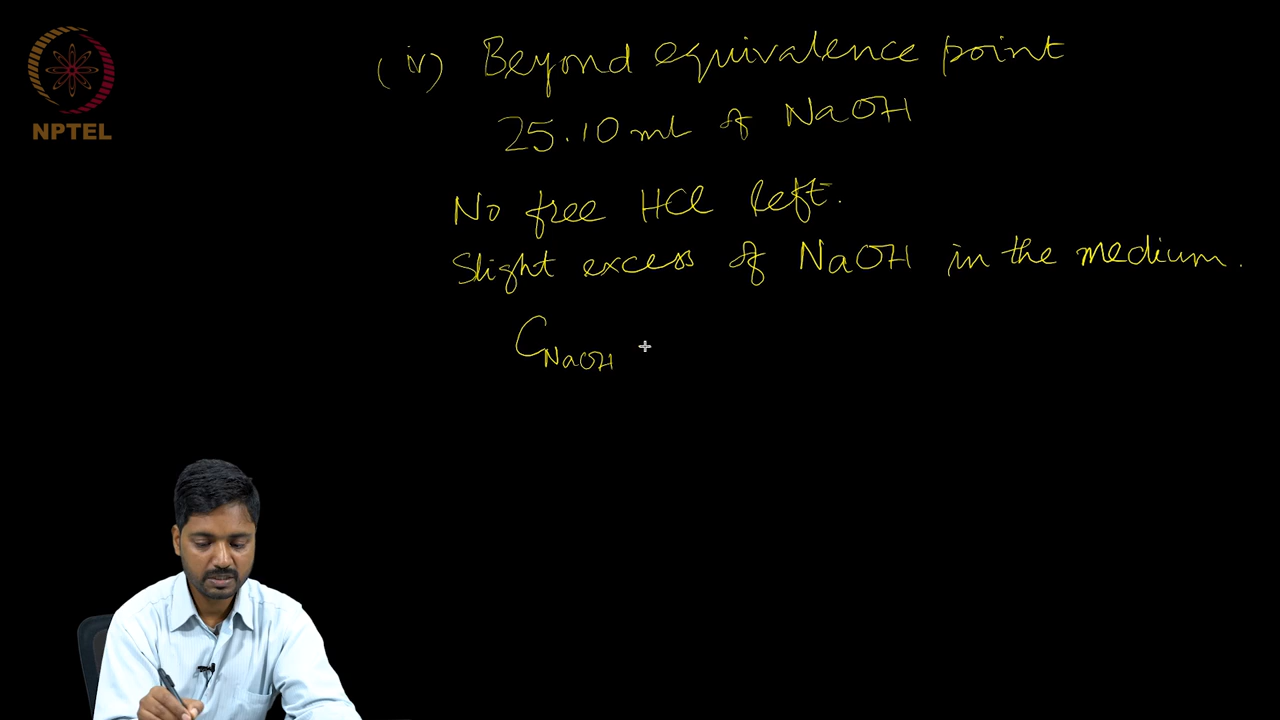 NPTEL
(iv) Beyond equivalence point
25.10 mL of NaOH
No free HCl left.
Slight excess of NaOH in the medium.
C NaOH